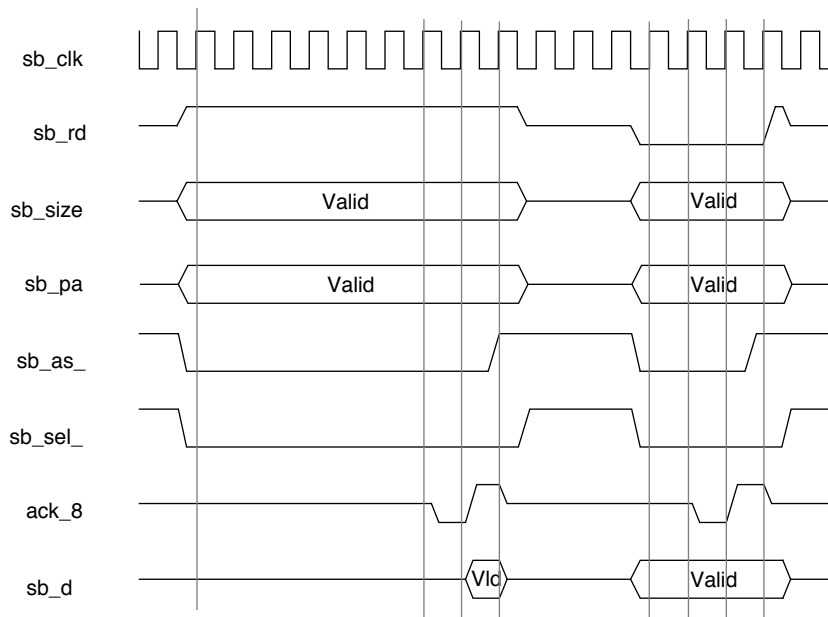 sb_clk
sb_rd
sb_size Valid Valid
sb_pa Valid Valid
sb_as_
sb_sel_
ack_8
sb_d Vld Valid